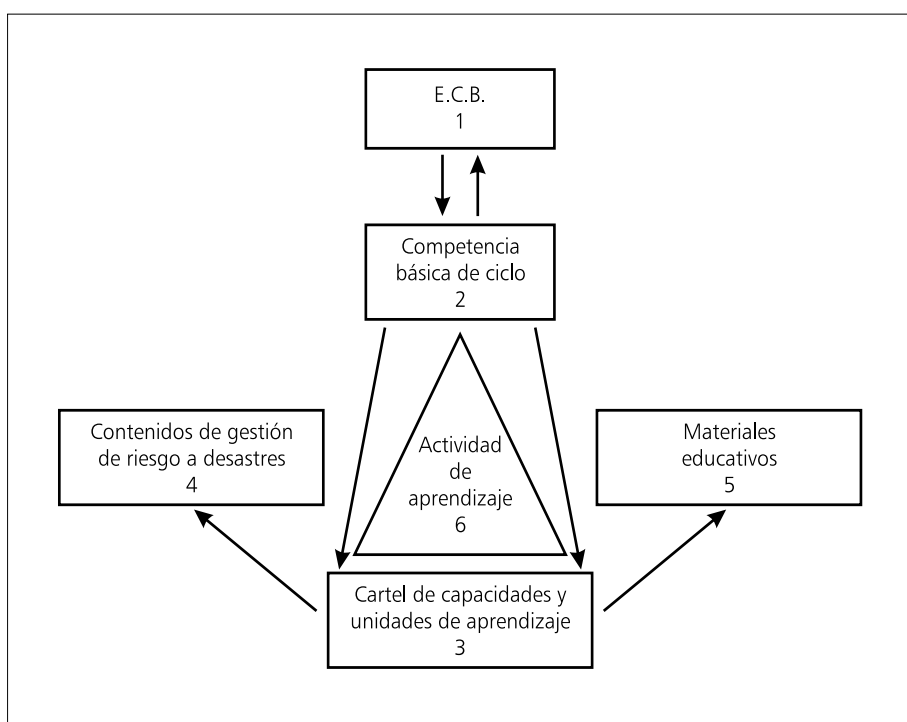 E.C.B.
1
Competencia
básica de ciclo
2
Contenidos de gestión
de riesgo a desastres
4
Actividad
de
aprendizaje
6
Materiales
educativos
5
Cartel de capacidades y
unidades de aprendizaje
3